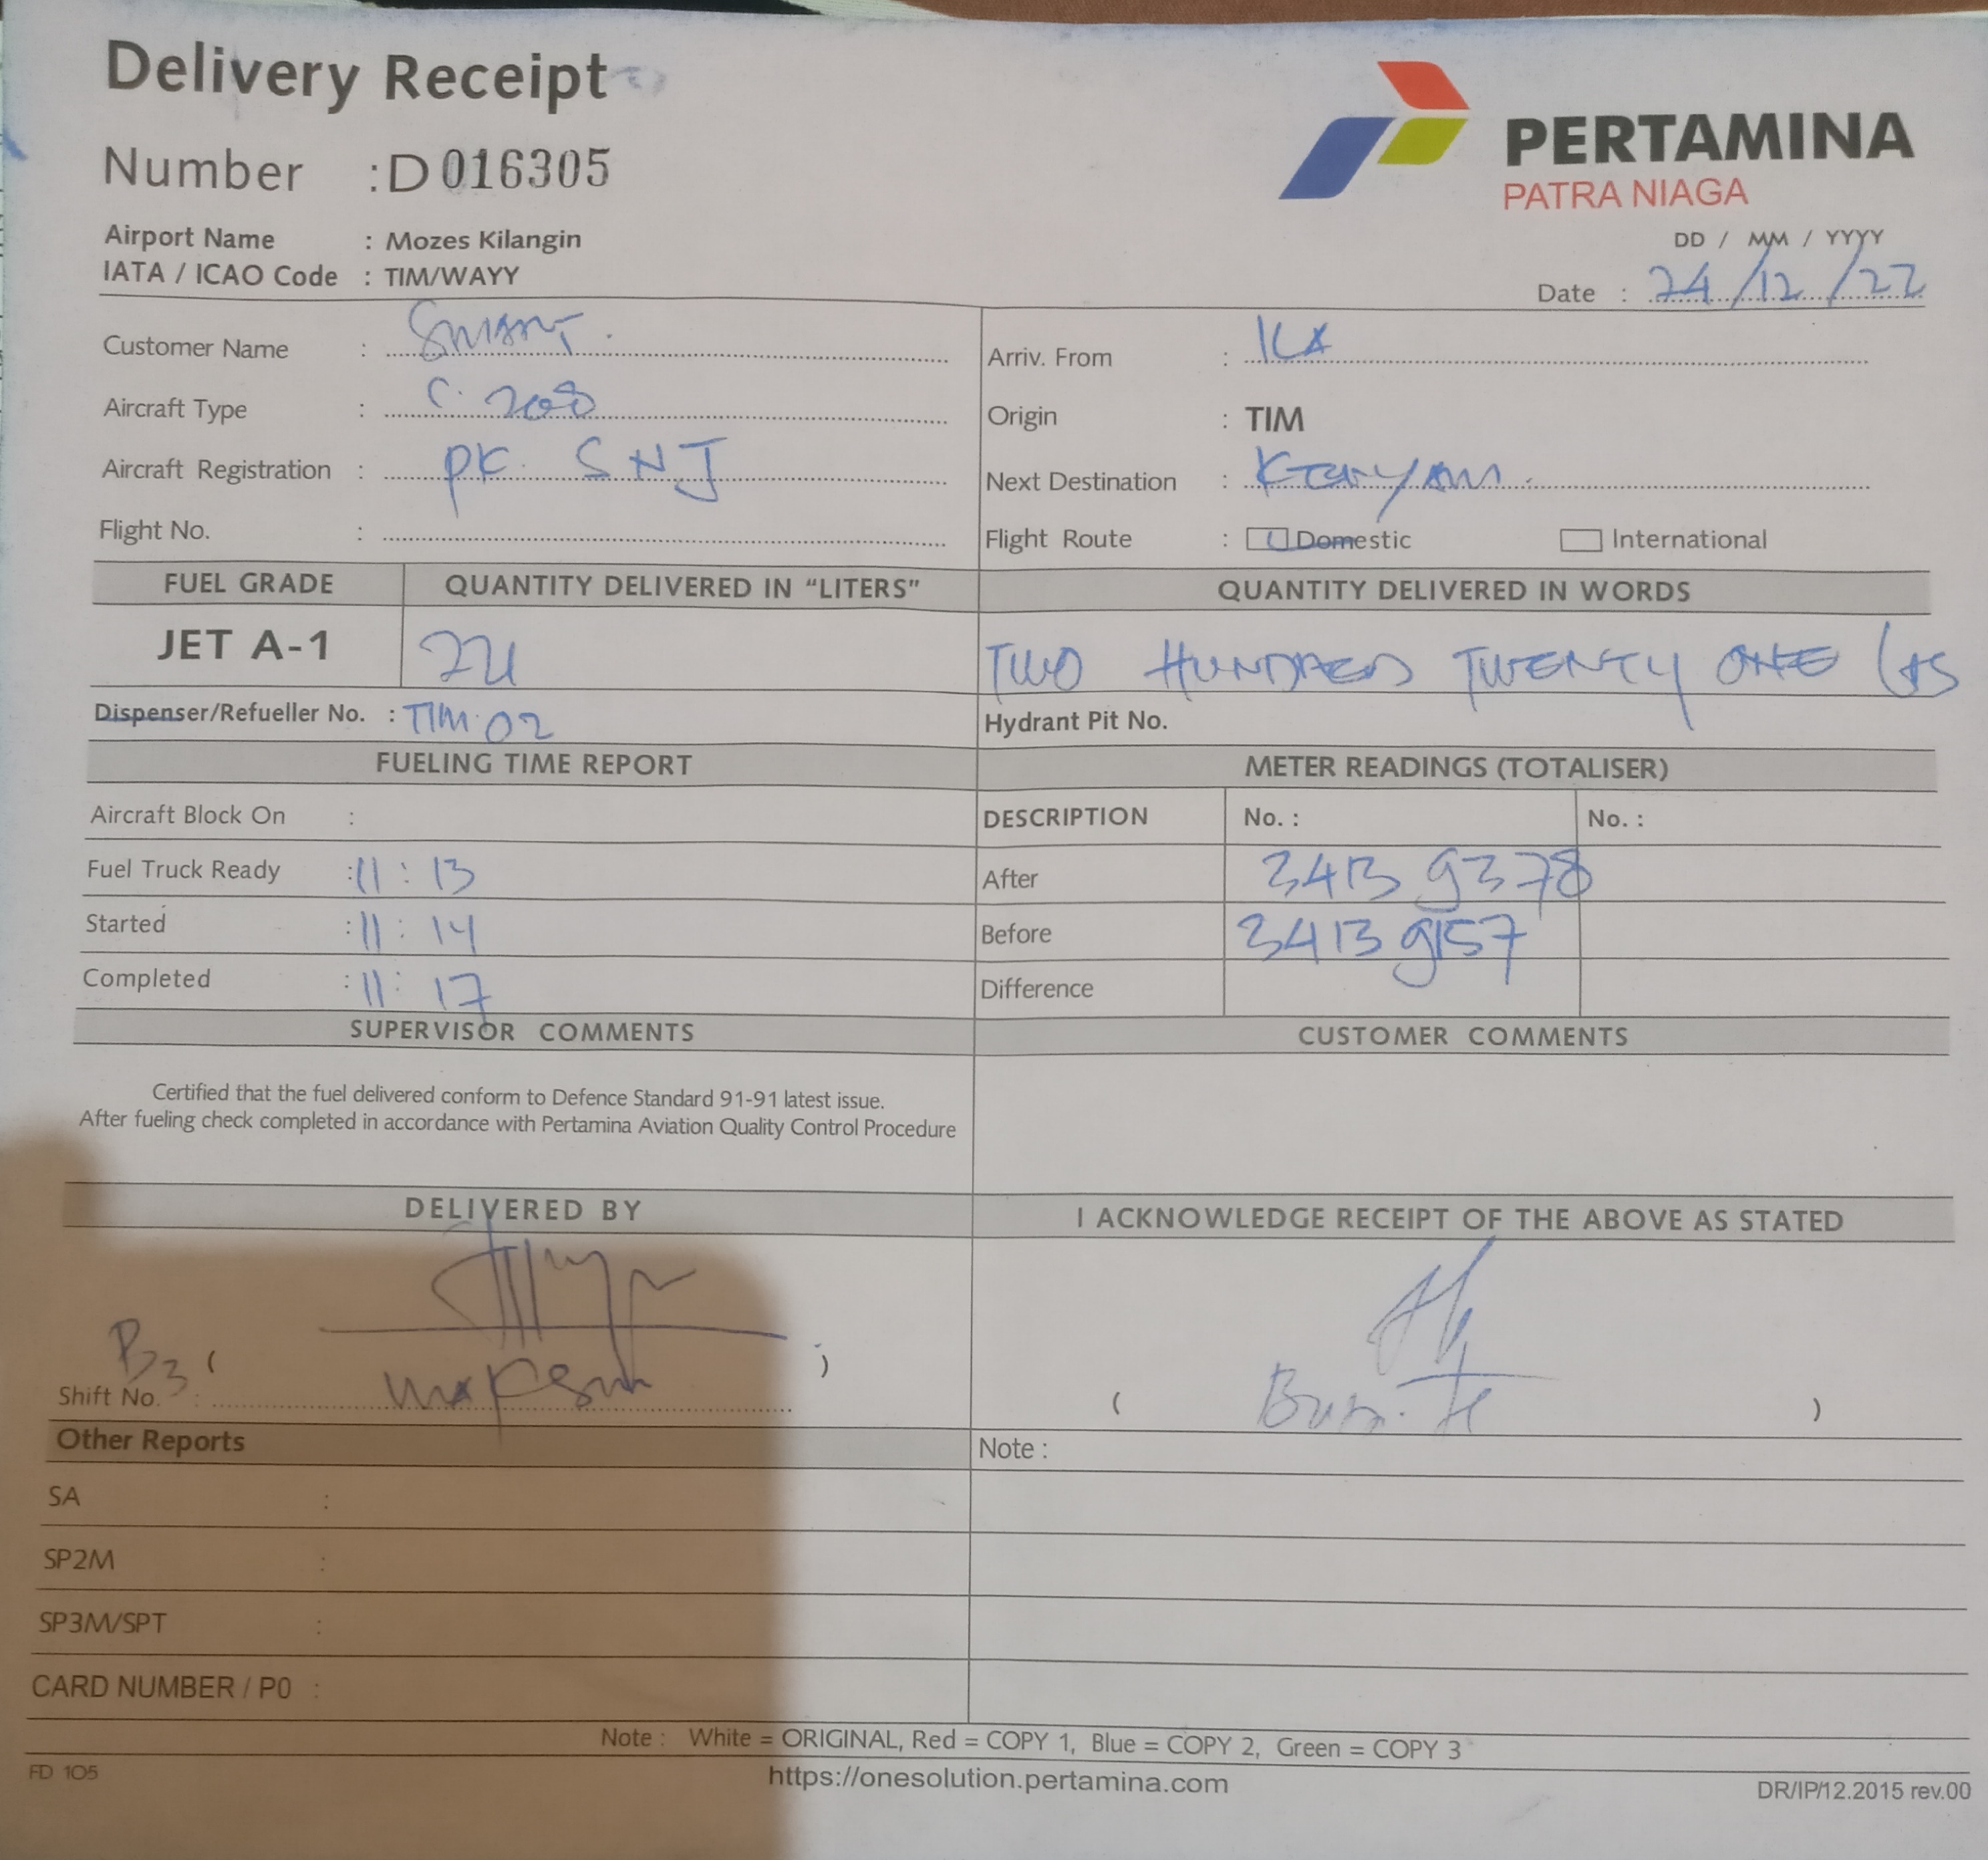 Delivery Receipt
Number : D 016305
PERTAMINA
PATRA NIAGA
Airport Name : Mozes Kilangin
IATA / ICAO Code : TIM/WAYY
DD / MM / YYYY
Date : 24/12/22
Customer Name : Smart
Aircraft Type : C. 208
Aircraft Registration : PK. SNJ
Flight No. :
Arriv. From :
Origin : TIM
Next Destination :
Flight Route : Domestic International
FUEL GRADE QUANTITY DELIVERED IN "LITERS" QUANTITY DELIVERED IN WORDS
JET A-1 221 TWO HUNDRED TWENTY ONE
Dispenser/Refueller No. : TIM.02 Hydrant Pit No.
FUELING TIME REPORT METER READINGS (TOTALISER)
Aircraft Block On : DESCRIPTION No. : No. :
Fuel Truck Ready : 11 : 13 After 3413 9378
Started : 11 : 14 Before 3413 9157
Completed : 11 : 17 Difference
SUPERVISOR COMMENTS CUSTOMER COMMENTS
Certified that the fuel delivered conform to Defence Standard 91-91 latest issue.
After fueling check completed in accordance with Pertamina Aviation Quality Control Procedure
DELIVERED BY I ACKNOWLEDGE RECEIPT OF THE ABOVE AS STATED
B3 ( )
Shift No. : ( )
Other Reports Note :
SA :
SP2M :
SP3M/SPT :
CARD NUMBER / P0 :
Note : White = ORIGINAL, Red = COPY 1, Blue = COPY 2, Green = COPY 3
FD 105 https://onesolution.pertamina.com DR/IP/12.2015 rev.00